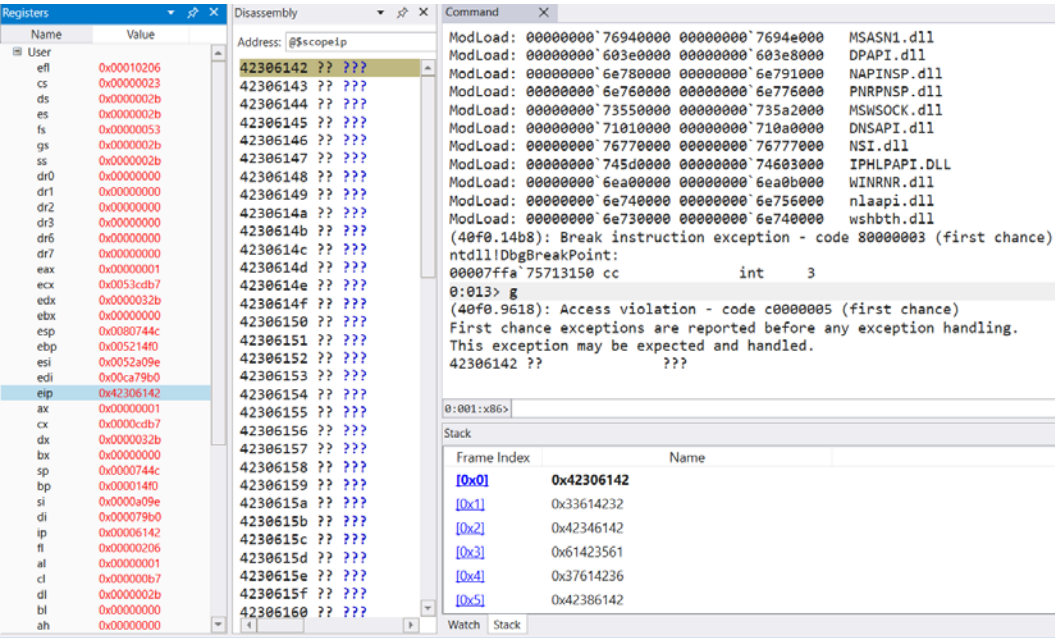 Registers
Name Value
User
efl 0x00010206
cs 0x00000023
ds 0x0000002b
es 0x0000002b
fs 0x00000053
gs 0x0000002b
ss 0x0000002b
dr0 0x00000000
dr1 0x00000000
dr2 0x00000000
dr3 0x00000000
dr6 0x00000000
dr7 0x00000000
eax 0x00000001
ecx 0x0053cdb7
edx 0x0000032b
ebx 0x00000000
esp 0x0080744c
ebp 0x005214f0
esi 0x0052a09e
edi 0x00ca79b0
eip 0x42306142
ax 0x00000001
cx 0x0000cdb7
dx 0x0000032b
bx 0x00000000
sp 0x0000744c
bp 0x000014f0
si 0x0000a09e
di 0x000079b0
ip 0x00006142
fl 0x00000206
al 0x00000001
cl 0x000000b7
dl 0x0000002b
bl 0x00000000
ah 0x00000000
Disassembly
Address: @$scopeip
42306142 ?? ???
42306143 ?? ???
42306144 ?? ???
42306145 ?? ???
42306146 ?? ???
42306147 ?? ???
42306148 ?? ???
42306149 ?? ???
4230614a ?? ???
4230614b ?? ???
4230614c ?? ???
4230614d ?? ???
4230614e ?? ???
4230614f ?? ???
42306150 ?? ???
42306151 ?? ???
42306152 ?? ???
42306153 ?? ???
42306154 ?? ???
42306155 ?? ???
42306156 ?? ???
42306157 ?? ???
42306158 ?? ???
42306159 ?? ???
4230615a ?? ???
4230615b ?? ???
4230615c ?? ???
4230615d ?? ???
4230615e ?? ???
4230615f ?? ???
42306160 ?? ???
Command
ModLoad: 00000000`76940000 00000000`7694e000 MSASN1.dll
ModLoad: 00000000`603e0000 00000000`603e8000 DPAPI.dll
ModLoad: 00000000`6e780000 00000000`6e791000 NAPINSP.dll
ModLoad: 00000000`6e760000 00000000`6e776000 PNRPNSP.dll
ModLoad: 00000000`73550000 00000000`735a2000 MSWSOCK.dll
ModLoad: 00000000`71010000 00000000`710a0000 DNSAPI.dll
ModLoad: 00000000`76770000 00000000`76777000 NSI.dll
ModLoad: 00000000`745d0000 00000000`74603000 IPHLPAPI.DLL
ModLoad: 00000000`6ea00000 00000000`6ea0b000 WINRNR.dll
ModLoad: 00000000`6e740000 00000000`6e756000 nlaapi.dll
ModLoad: 00000000`6e730000 00000000`6e740000 wshbth.dll
(40f0.14b8): Break instruction exception - code 80000003 (first chance)
ntdll!DbgBreakPoint:
00007ffa`75713150 cc int 3
0:013> g
(40f0.9618): Access violation - code c0000005 (first chance)
First chance exceptions are reported before any exception handling.
This exception may be expected and handled.
42306142 ?? ???
0:001:x86>
Stack
Frame Index Name
[0x0] 0x42306142
[0x1] 0x33614232
[0x2] 0x42346142
[0x3] 0x61423561
[0x4] 0x37614236
[0x5] 0x42386142
Watch Stack